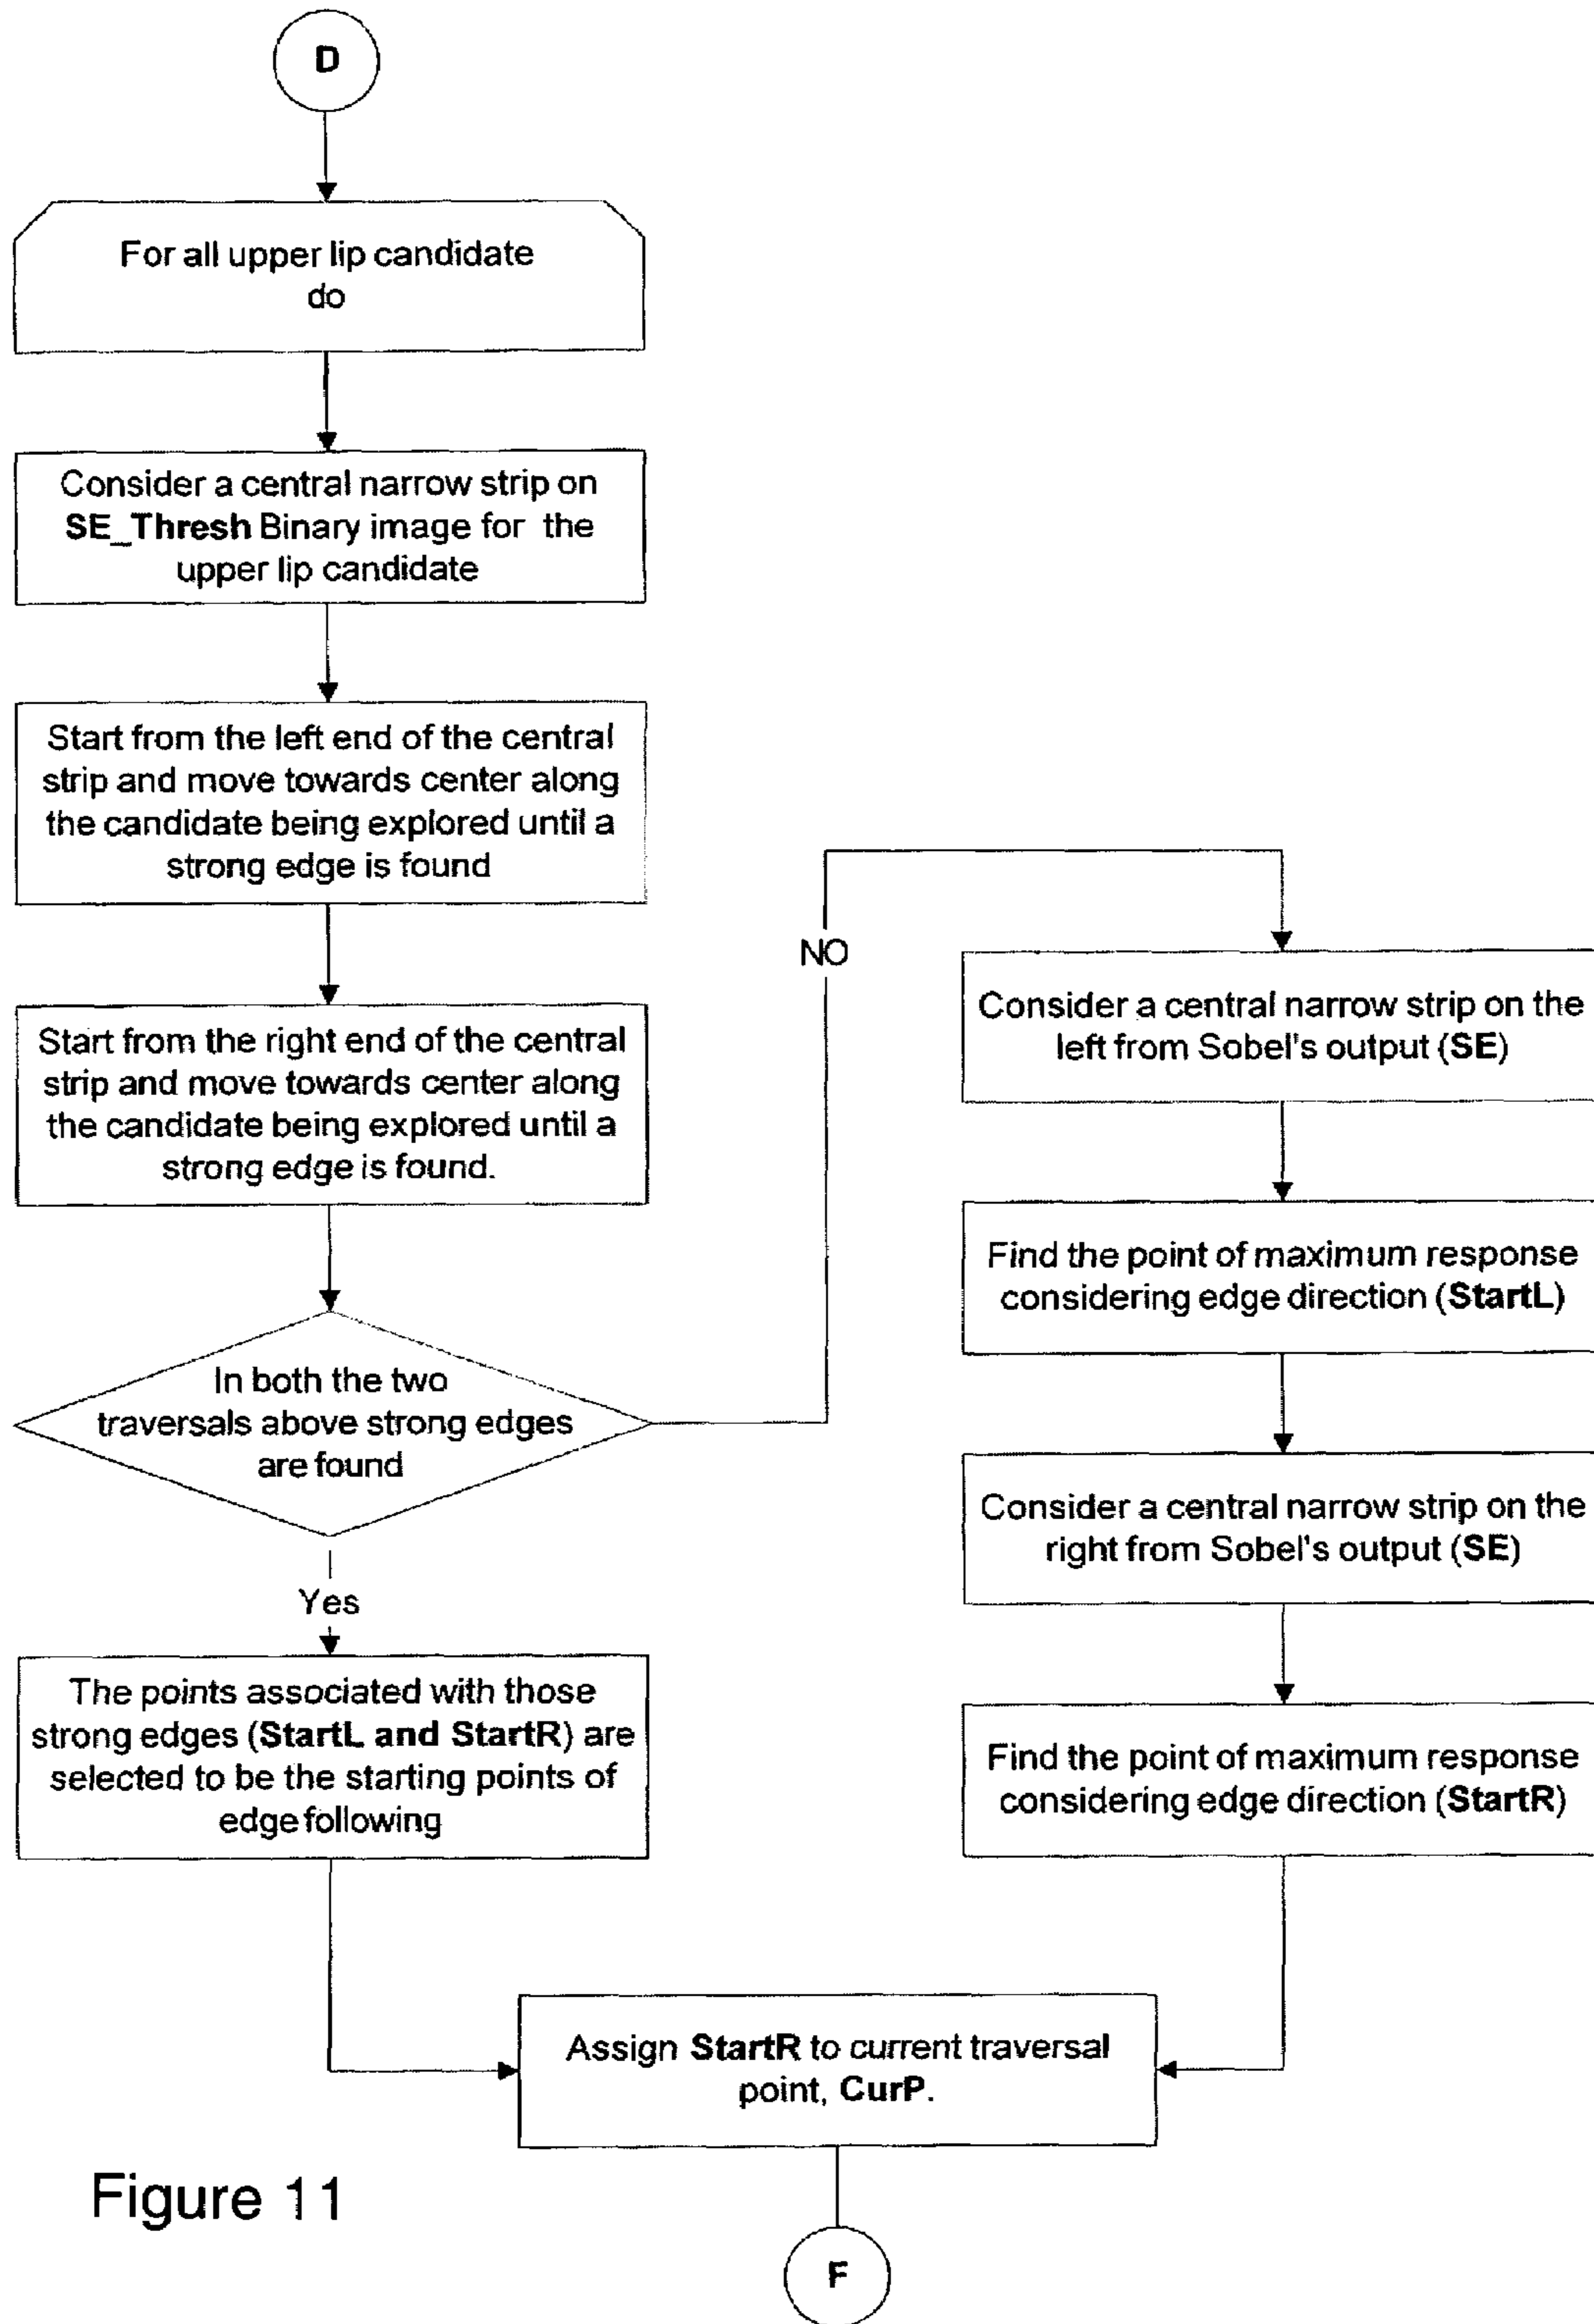 D
For all upper lip candidate
do
Consider a central narrow strip on
SE_Thresh Binary image for the
upper lip candidate
Start from the left end of the central
strip and move towards center along
the candidate being explored until a
strong edge is found
Start from the right end of the central
strip and move towards center along
the candidate being explored until a
strong edge is found.
In both the two
traversals above strong edges
are found
Yes
The points associated with those
strong edges (StartL and StartR) are
selected to be the starting points of
edge following
NO
Consider a central narrow strip on the
left from Sobel's output (SE)
Find the point of maximum response
considering edge direction (StartL)
Consider a central narrow strip on the
right from Sobel's output (SE)
Find the point of maximum response
considering edge direction (StartR)
Assign StartR to current traversal
point, CurP.
F
Figure 11